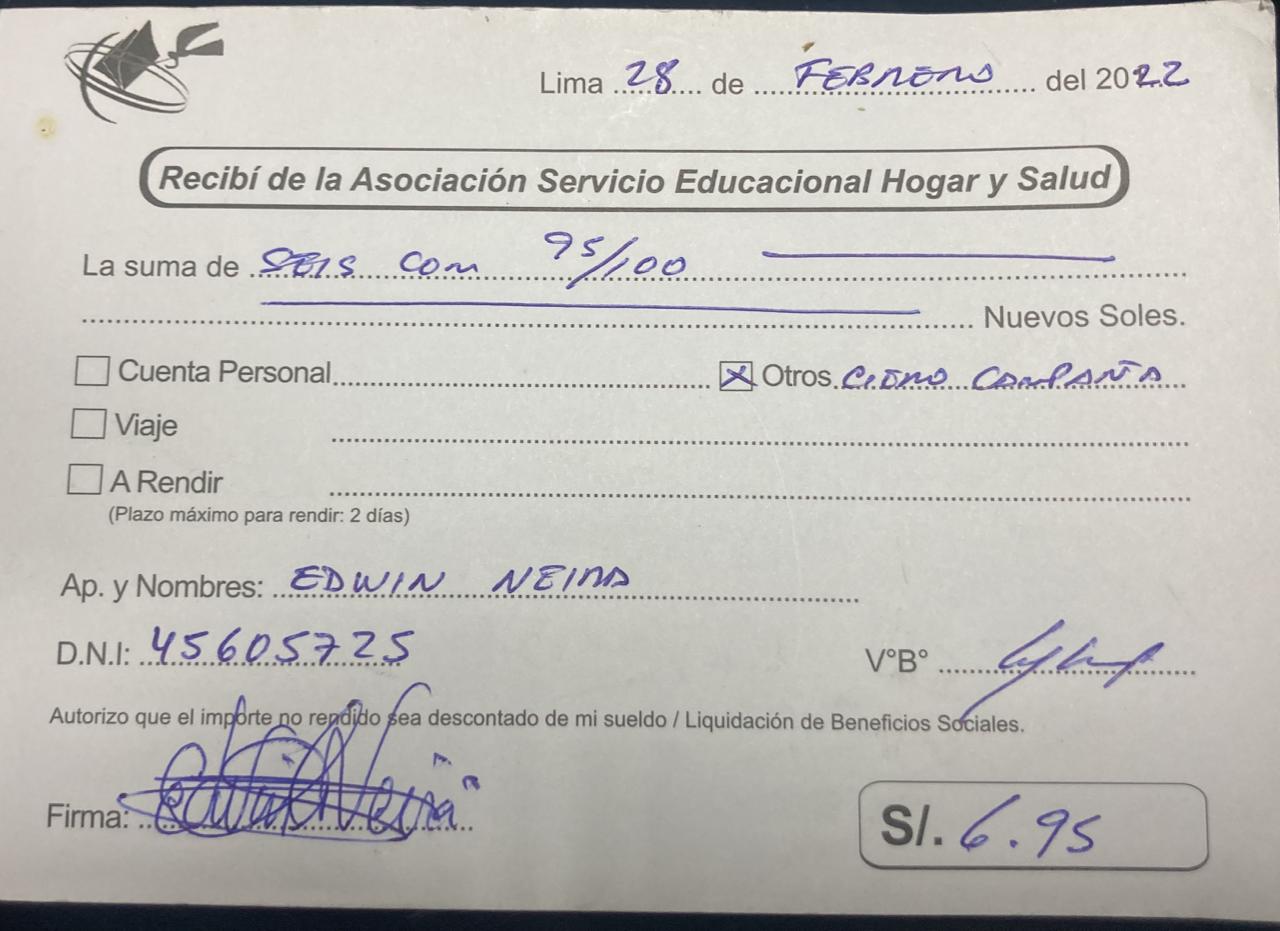 Lima 28 de FEBRERO del 2022
Recibí de la Asociación Servicio Educacional Hogar y Salud
La suma de SEIS CON 95/100
Nuevos Soles.
Cuenta Personal Otros CIERRO CAMPAÑA
Viaje
A Rendir
(Plazo máximo para rendir: 2 días)
Ap. y Nombres: EDWIN NEIRA
D.N.I: 45605725 V°B°
Autorizo que el importe no rendido sea descontado de mi sueldo / Liquidación de Beneficios Sociales.
Firma:
S/. 6.95